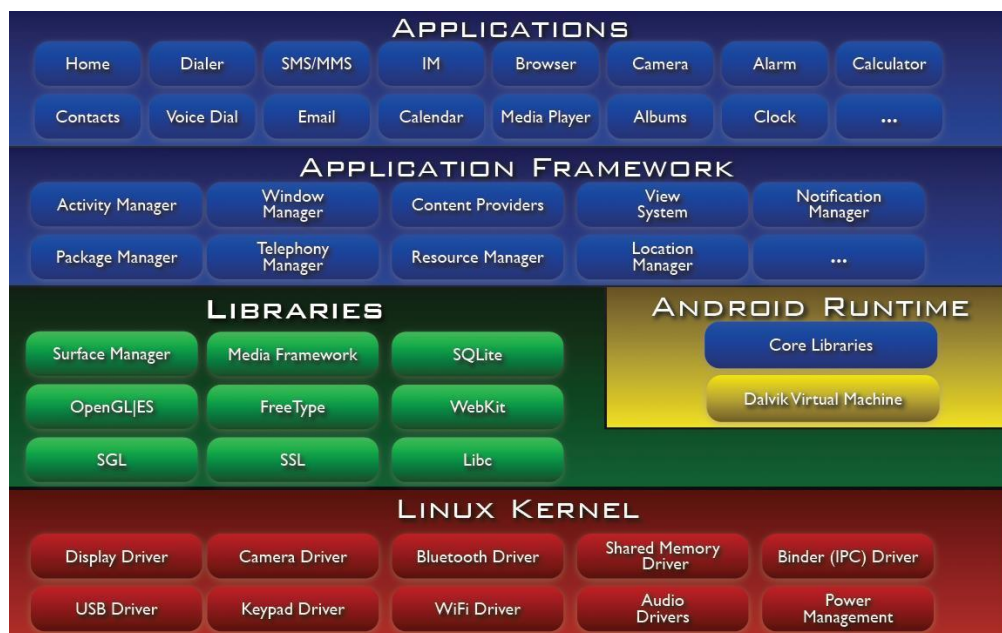 APPLICATIONS
Home
Dialer
SMS/MMS
IM
Browser
Camera
Alarm
Calculator
Contacts
Voice Dial
Email
Calendar
Media Player
Albums
Clock
...
APPLICATION FRAMEWORK
Activity Manager
Window
Manager
Content Providers
View
System
Notification
Manager
Package Manager
Telephony
Manager
Resource Manager
Location
Manager
...
LIBRARIES
Surface Manager
Media Framework
SQLite
OpenGL|ES
FreeType
WebKit
SGL
SSL
Libc
ANDROID RUNTIME
Core Libraries
Dalvik Virtual Machine
LINUX KERNEL
Display Driver
Camera Driver
Bluetooth Driver
Shared Memory
Driver
Binder (IPC) Driver
USB Driver
Keypad Driver
WiFi Driver
Audio
Drivers
Power
Management